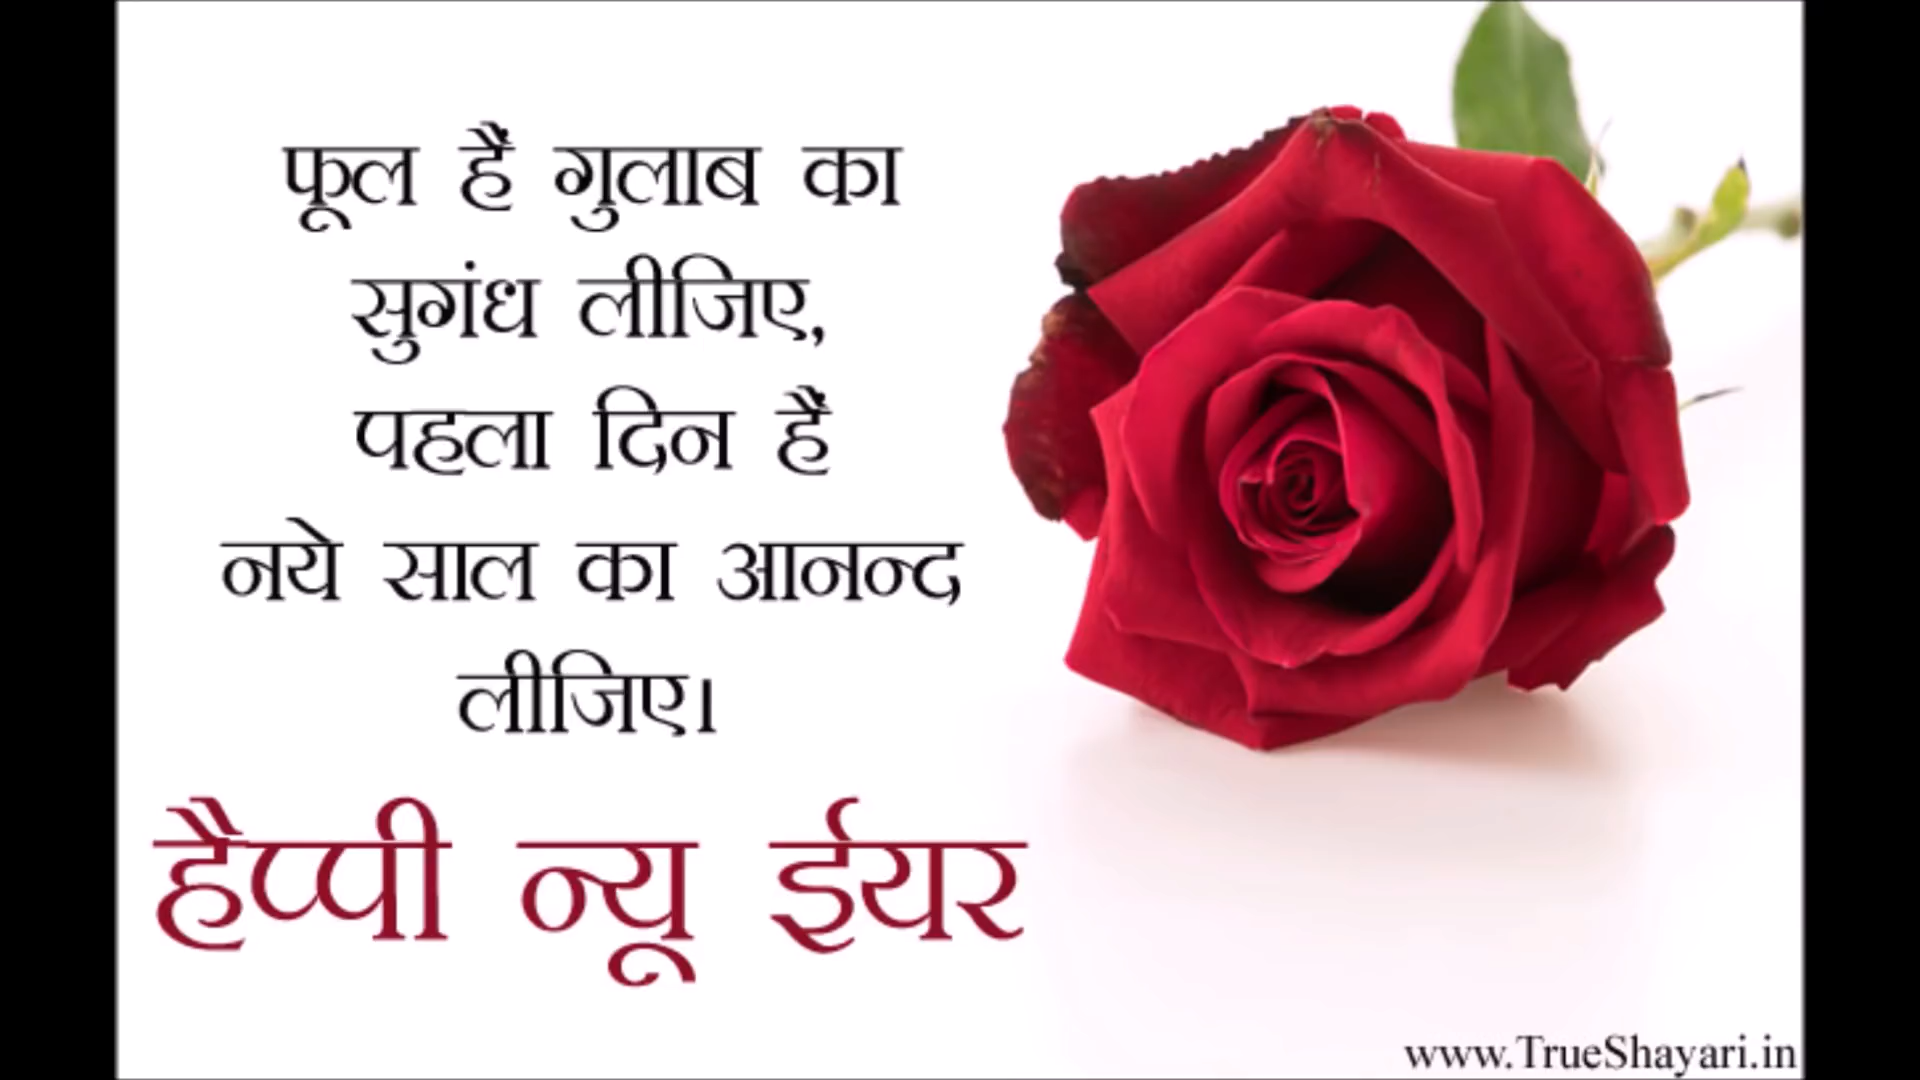 फूल हैं गुलाब का
सुगंध लीजिए,
पहला दिन हैं
नये साल का आनन्द
लीजिए।
हैप्पी न्यू ईयर
www.TrueShayari.in